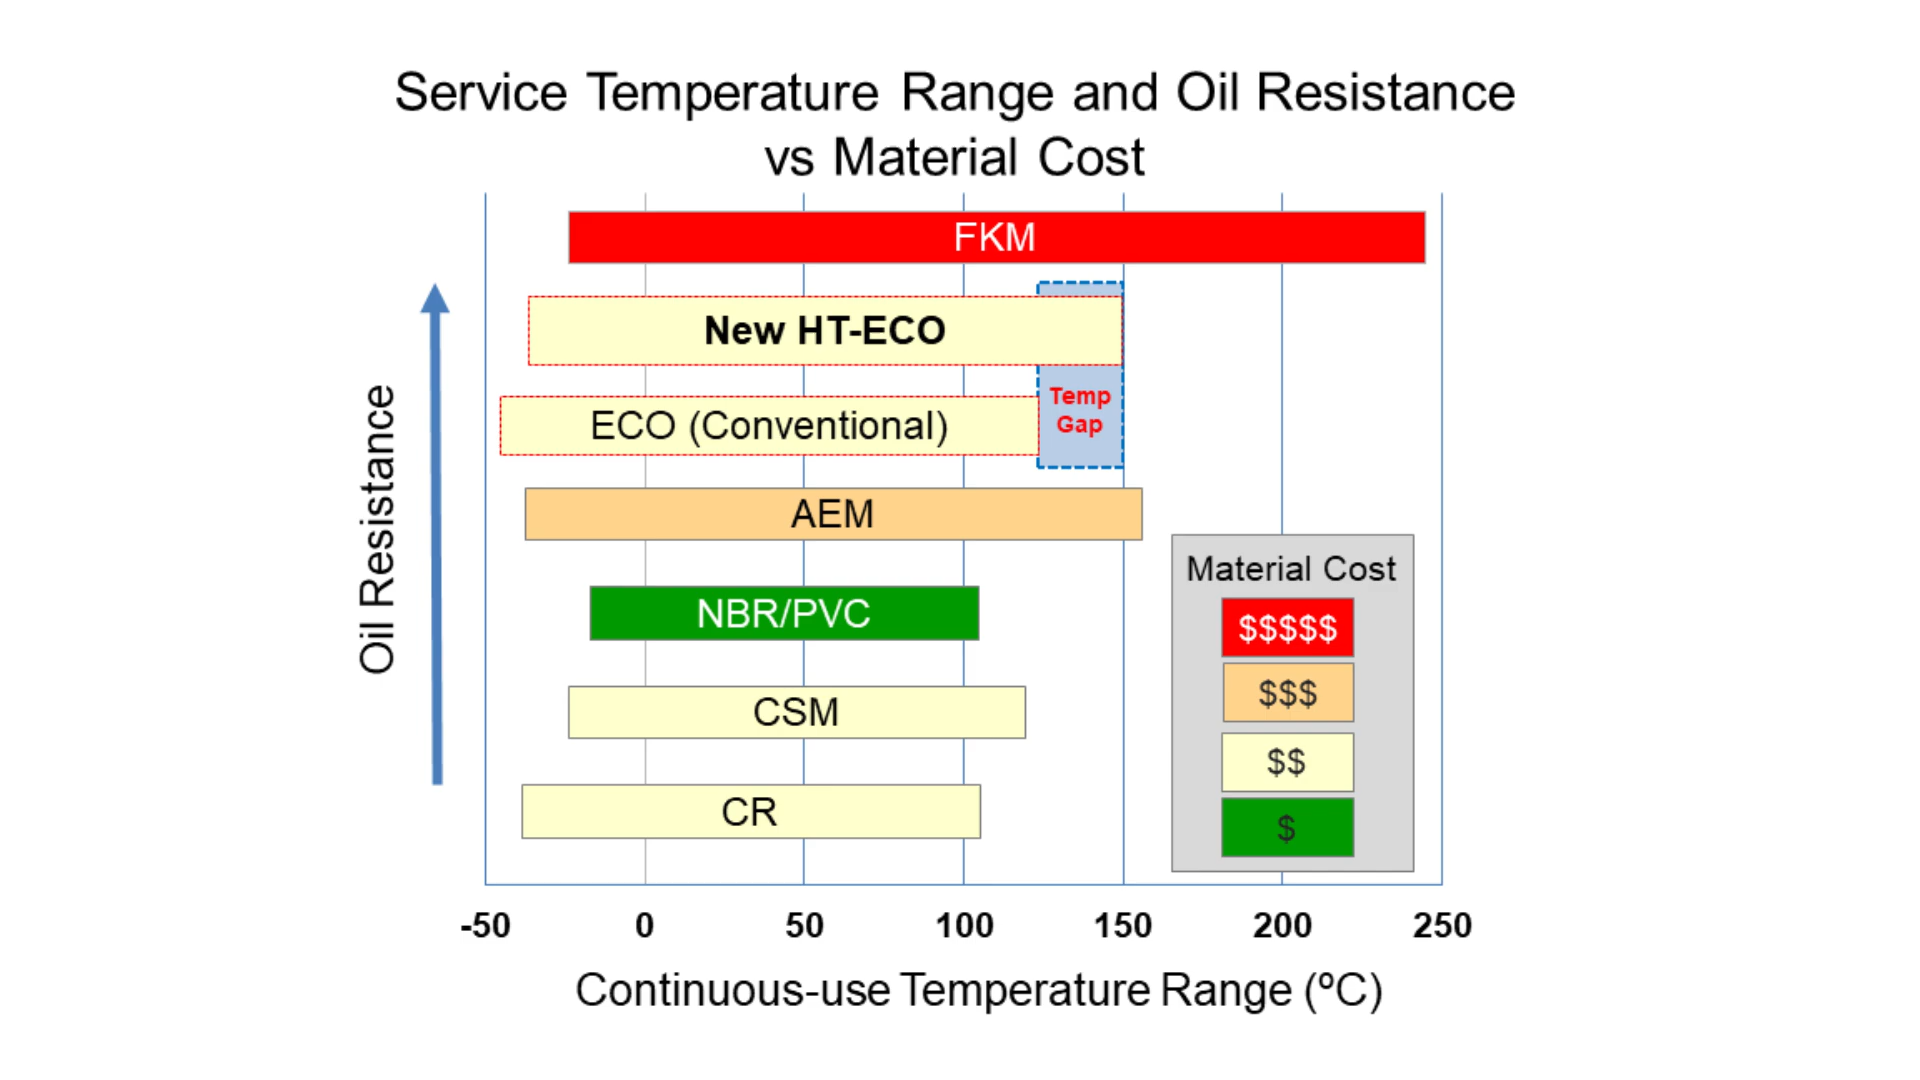 Service Temperature Range and Oil Resistance
vs Material Cost
FKM
New HT-ECO
Temp
Gap
ECO (Conventional)
AEM
NBR/PVC
CSM
CR
Oil Resistance
Material Cost
$$$$$
$$$
$$
$
-50 0 50 100 150 200 250
Continuous-use Temperature Range (ºC)